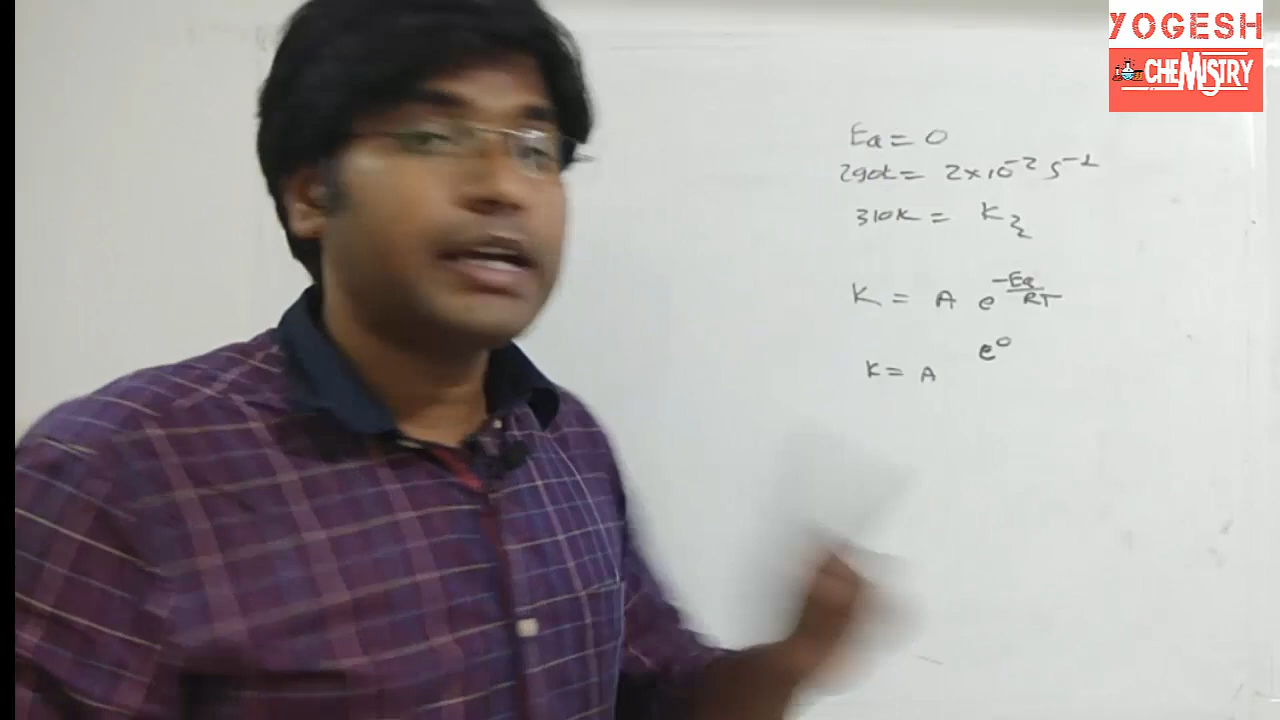 YOGESH
CHEMISTRY
Ea = 0
290k = 2×10⁻² s⁻¹
310K = K₂
K = A e^(-Ea/RT)
e⁰
K = A